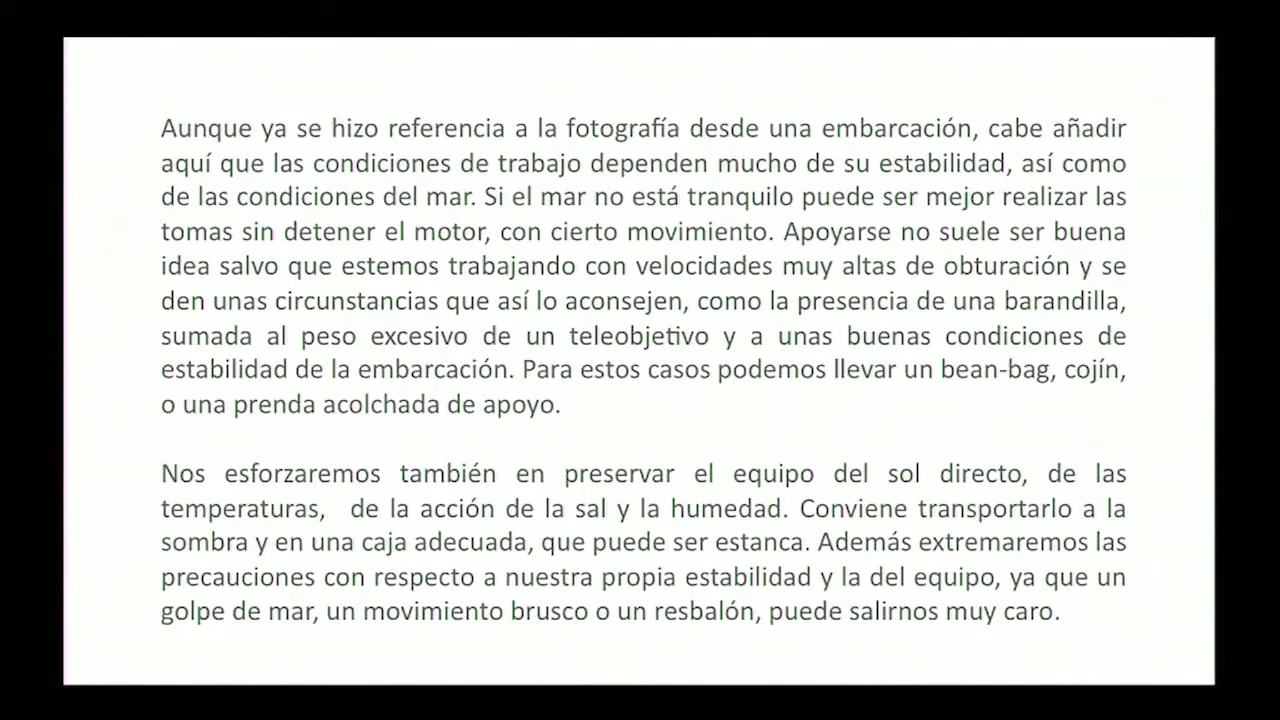 Aunque ya se hizo referencia a la fotografía desde una embarcación, cabe añadir
aquí que las condiciones de trabajo dependen mucho de su estabilidad, así como
de las condiciones del mar. Si el mar no está tranquilo puede ser mejor realizar las
tomas sin detener el motor, con cierto movimiento. Apoyarse no suele ser buena
idea salvo que estemos trabajando con velocidades muy altas de obturación y se
den unas circunstancias que así lo aconsejen, como la presencia de una barandilla,
sumada al peso excesivo de un teleobjetivo y a unas buenas condiciones de
estabilidad de la embarcación. Para estos casos podemos llevar un bean-bag, cojín,
o una prenda acolchada de apoyo.
Nos esforzaremos también en preservar el equipo del sol directo, de las
temperaturas, de la acción de la sal y la humedad. Conviene transportarlo a la
sombra y en una caja adecuada, que puede ser estanca. Además extremaremos las
precauciones con respecto a nuestra propia estabilidad y la del equipo, ya que un
golpe de mar, un movimiento brusco o un resbalón, puede salirnos muy caro.